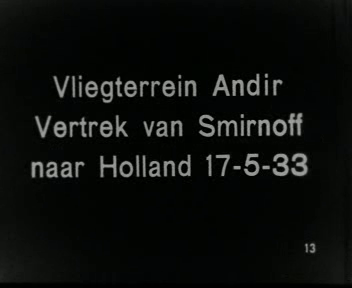 Vliegterrein Andir
Vertrek van Smirnoff
naar Holland 17-5-33
13